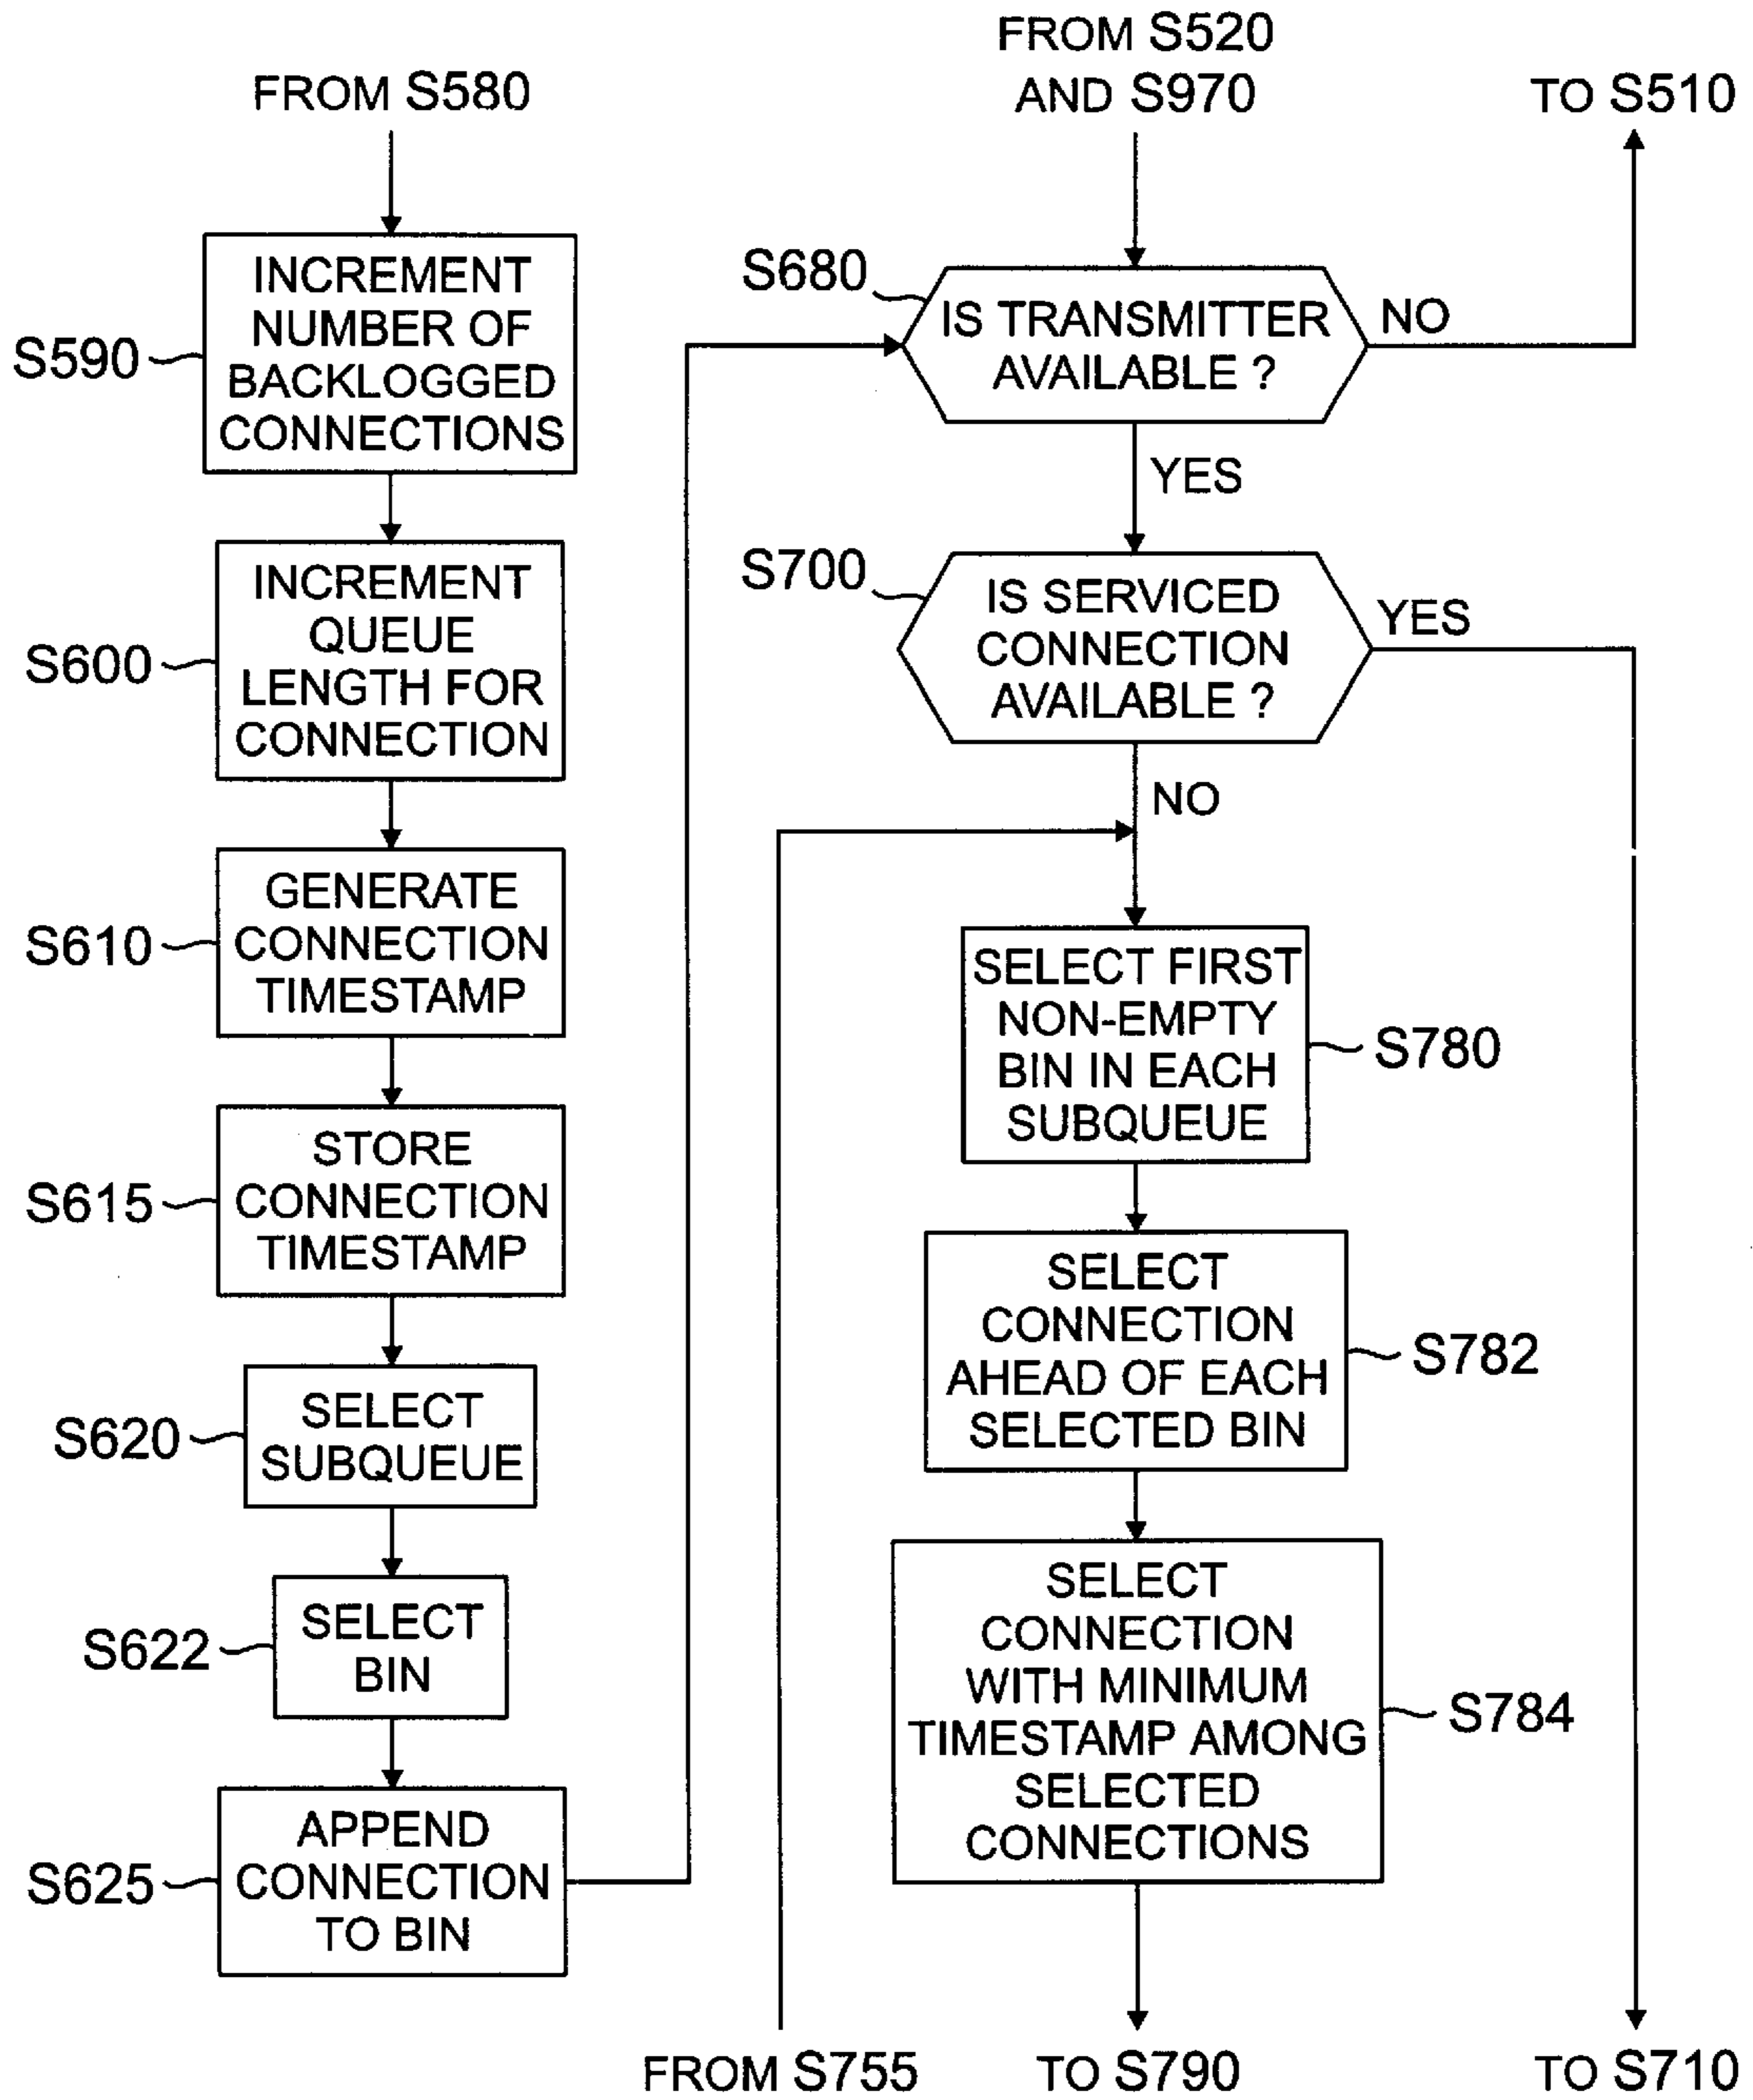 FROM S580
S590
INCREMENT
NUMBER OF
BACKLOGGED
CONNECTIONS
S600
INCREMENT
QUEUE
LENGTH FOR
CONNECTION
S610
GENERATE
CONNECTION
TIMESTAMP
S615
STORE
CONNECTION
TIMESTAMP
S620
SELECT
SUBQUEUE
S622
SELECT
BIN
S625
APPEND
CONNECTION
TO BIN
FROM S520
AND S970
TO S510
S680
IS TRANSMITTER
AVAILABLE ?
NO
YES
S700
IS SERVICED
CONNECTION
AVAILABLE ?
YES
NO
SELECT FIRST
NON-EMPTY
BIN IN EACH
SUBQUEUE
S780
SELECT
CONNECTION
AHEAD OF EACH
SELECTED BIN
S782
SELECT
CONNECTION
WITH MINIMUM
TIMESTAMP AMONG
SELECTED
CONNECTIONS
S784
FROM S755
TO S790
TO S710